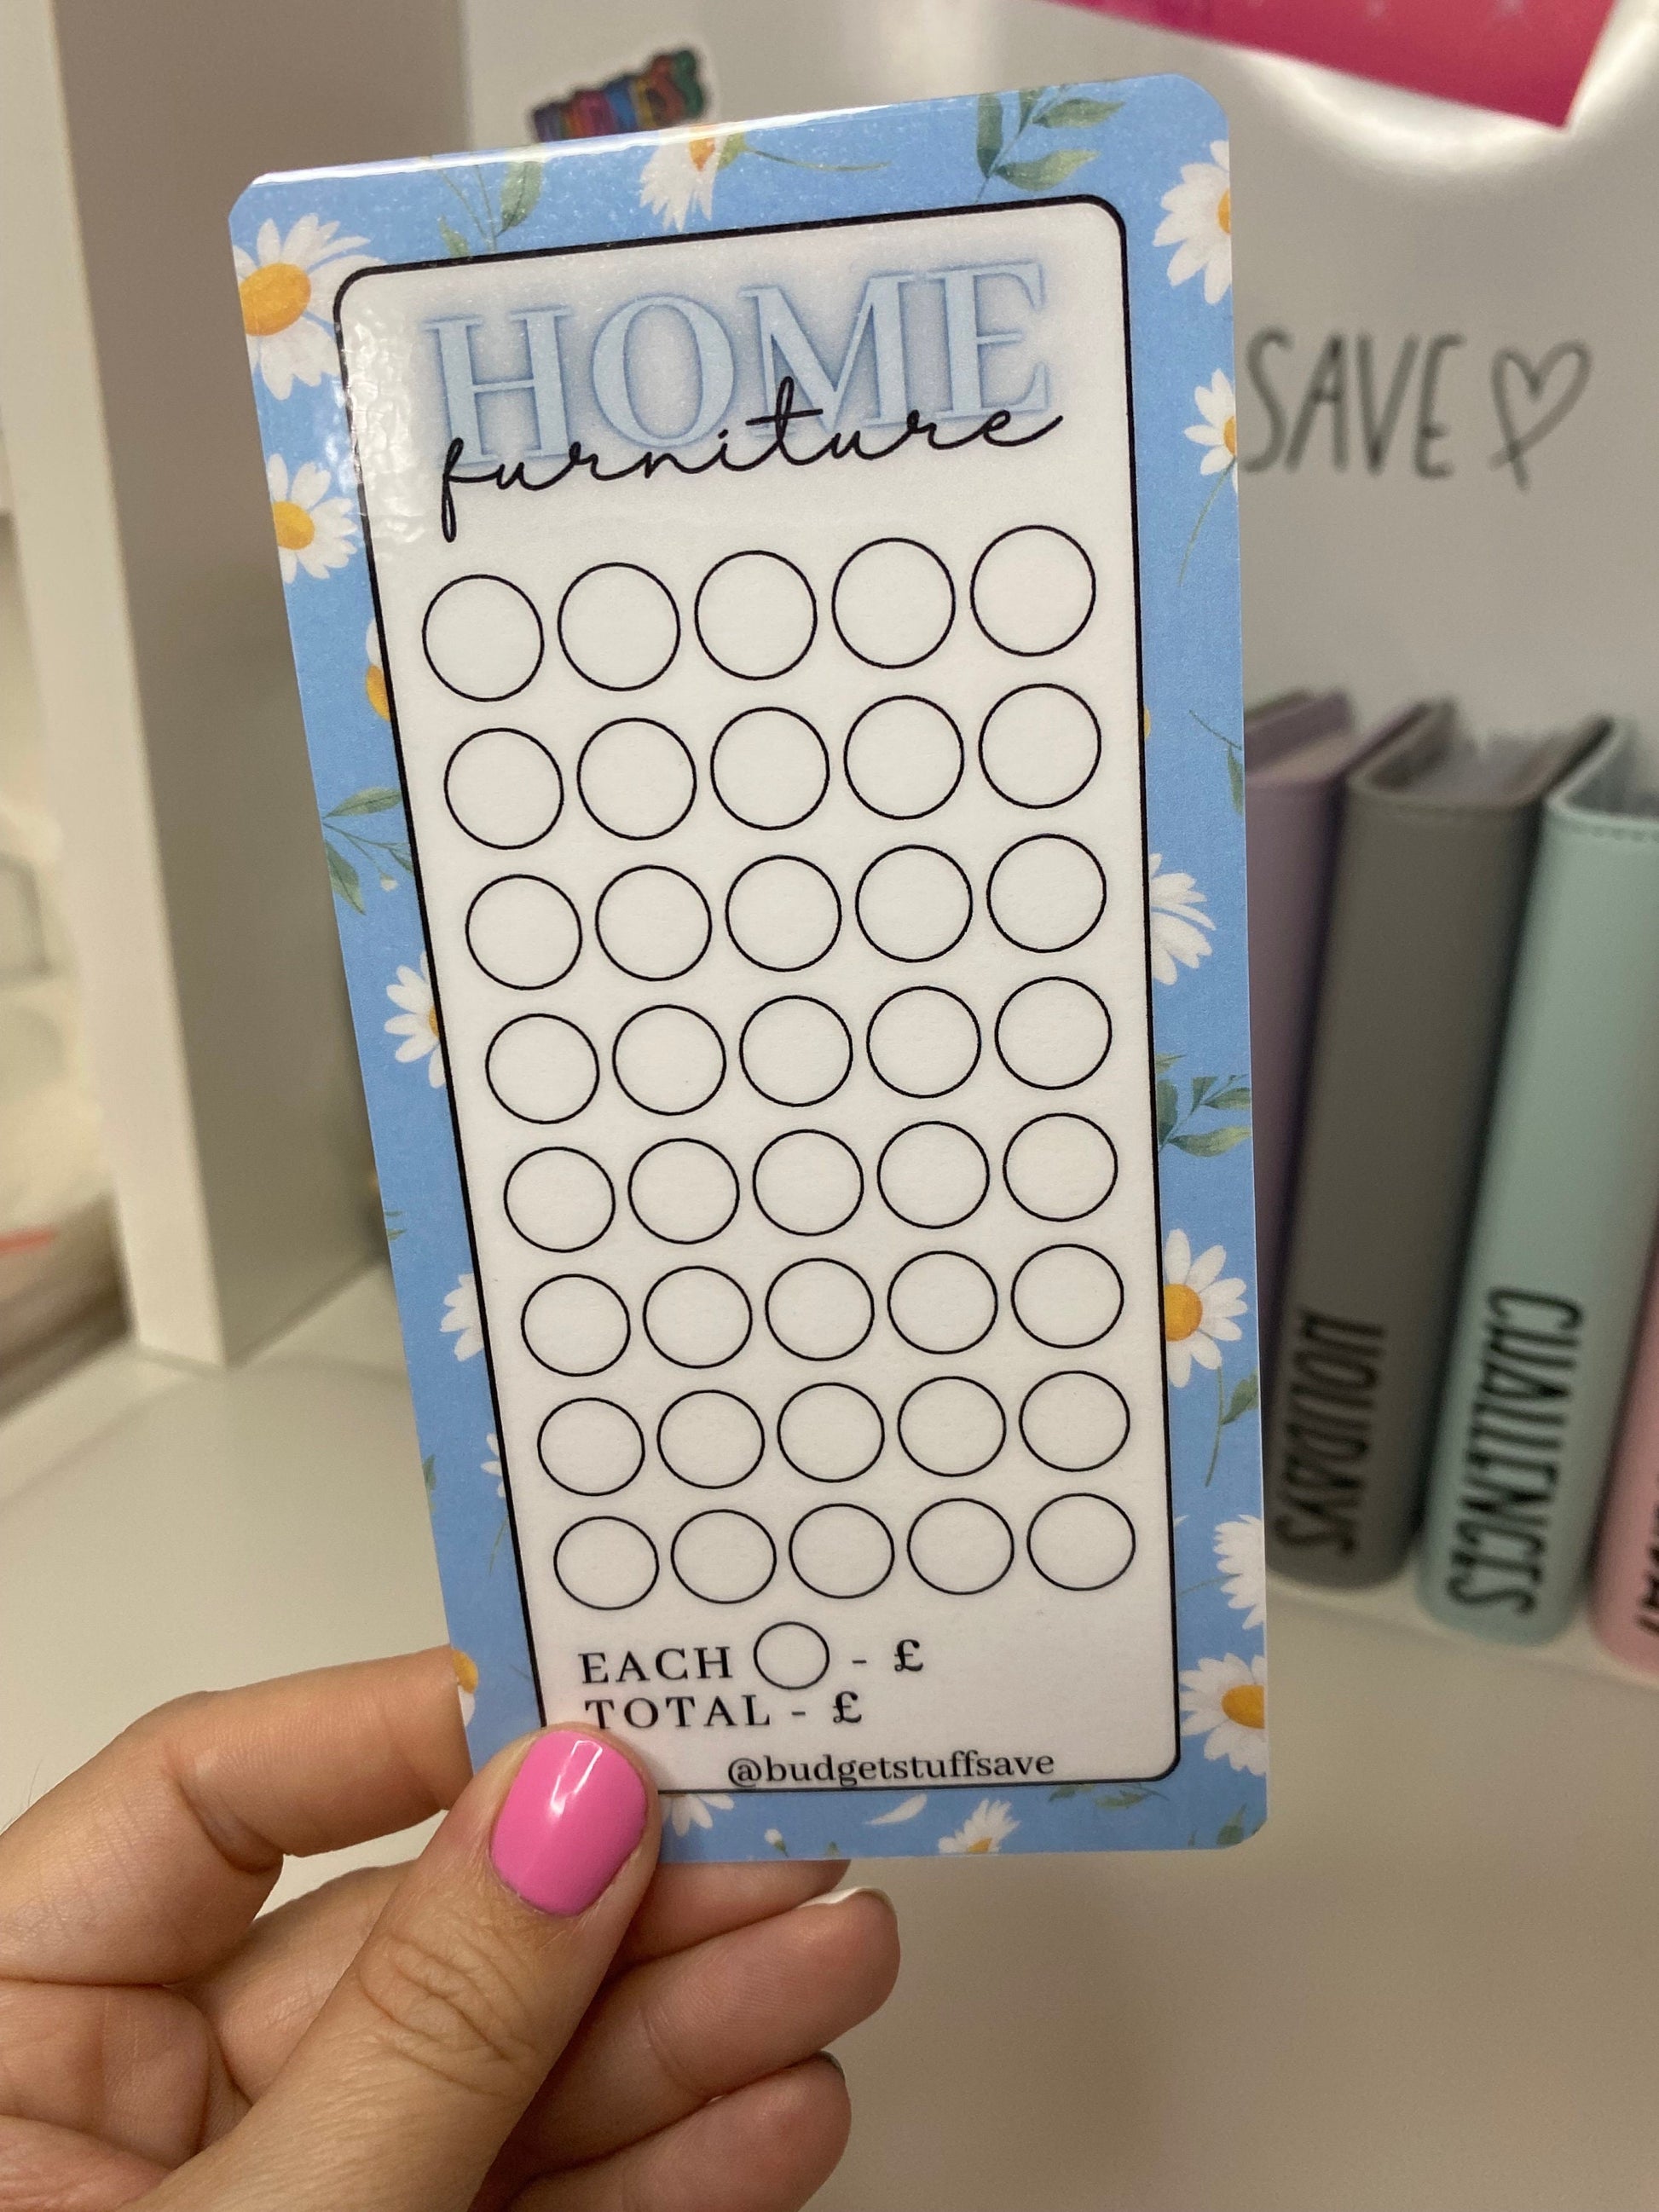 HOME
furniture
EACH - £
TOTAL - £
@budgetstuffsave
SAVE
HOLIDAYS
CHALLENGES